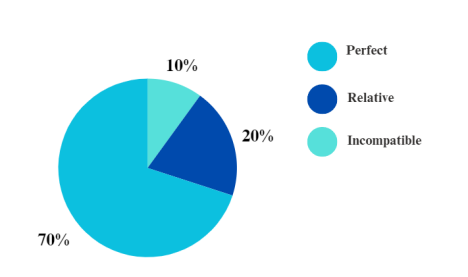 10%
20%
70%
Perfect
Relative
Incompatible